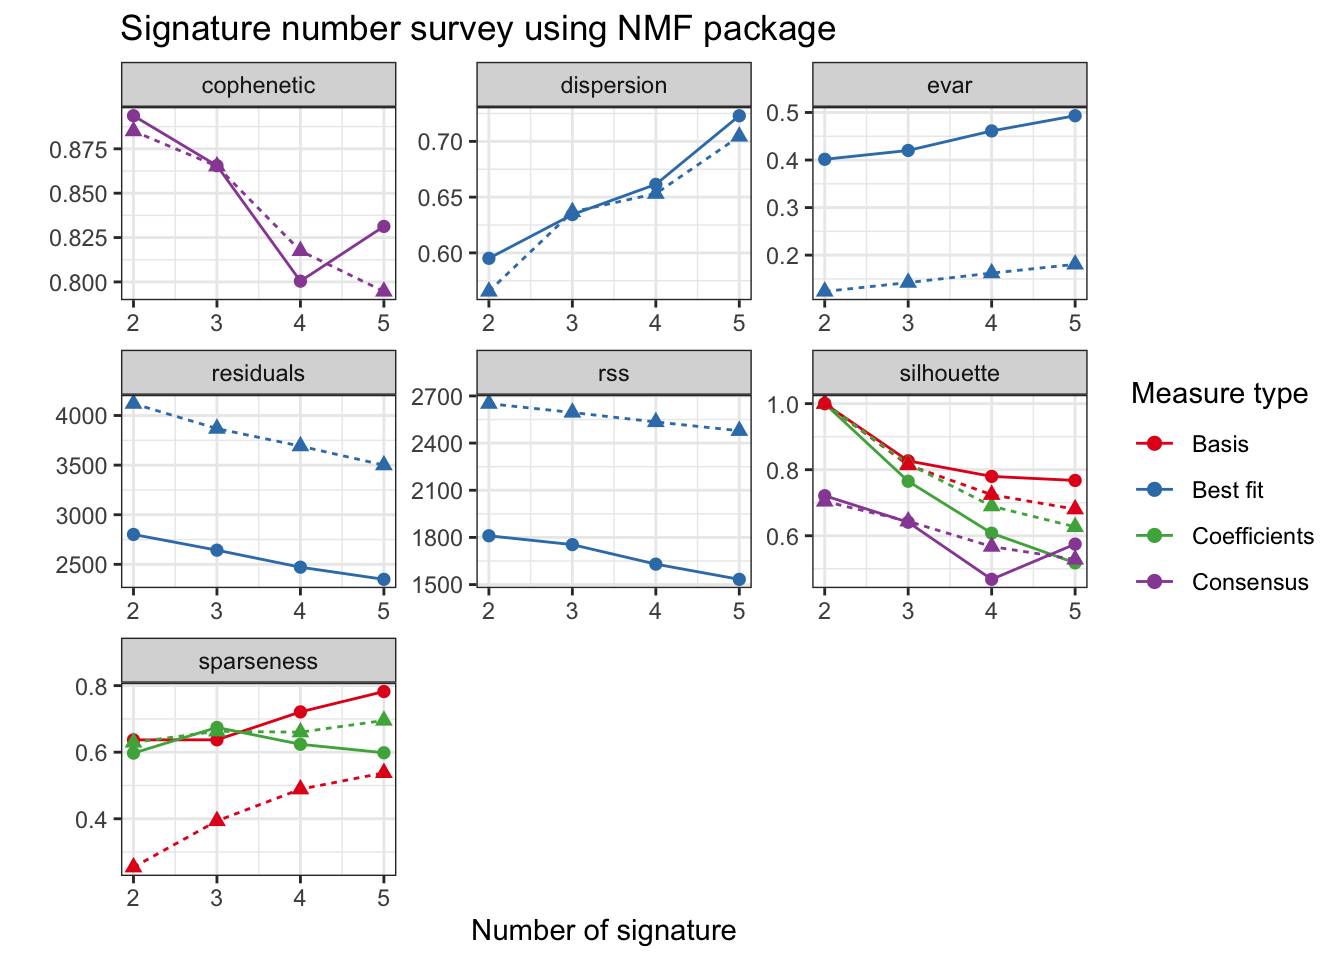 Signature number survey using NMF package
cophenetic
dispersion
evar
0.875
0.850
0.825
0.800
2 3 4 5
0.70
0.65
0.60
2 3 4 5
0.5
0.4
0.3
0.2
2 3 4 5
residuals
rss
silhouette
4000
3500
3000
2500
2 3 4 5
2700
2400
2100
1800
1500
2 3 4 5
1.0
0.8
0.6
2 3 4 5
Measure type
Basis
Best fit
Coefficients
Consensus
sparseness
0.8
0.6
0.4
2 3 4 5
Number of signature